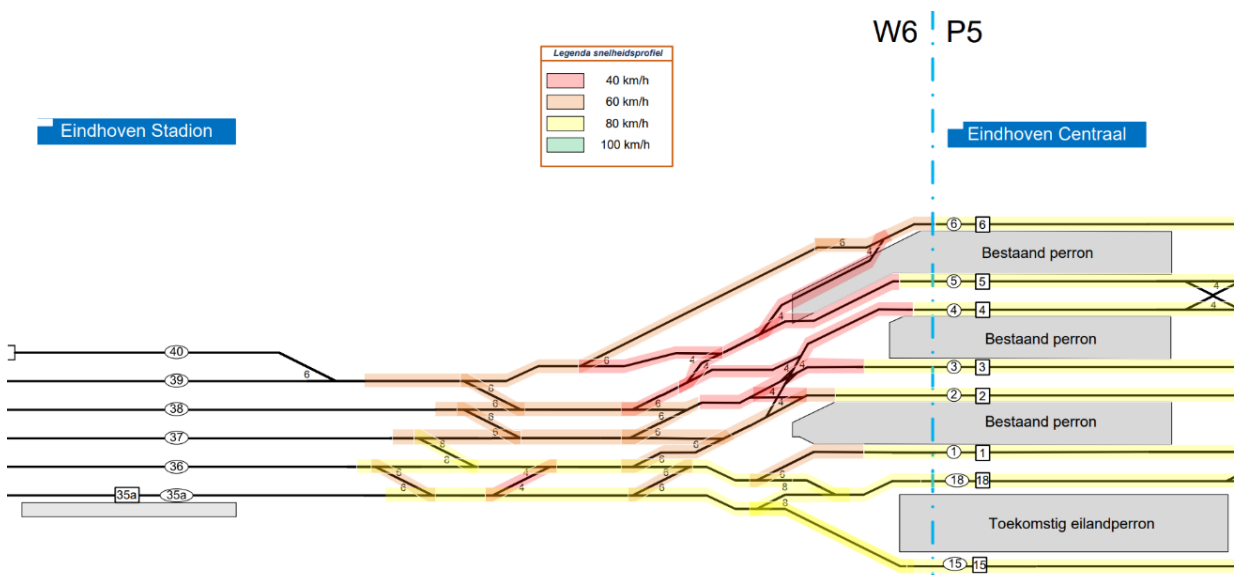 W6 P5
Legenda snelheidsprofiel
40 km/h
60 km/h
80 km/h
100 km/h
Eindhoven Stadion
Eindhoven Centraal
6 6
Bestaand perron
5 5
4 4
Bestaand perron
40
39
3 3
38
2 2
Bestaand perron
37
1 1
36
18 18
35a 35a
Toekomstig eilandperron
15 15